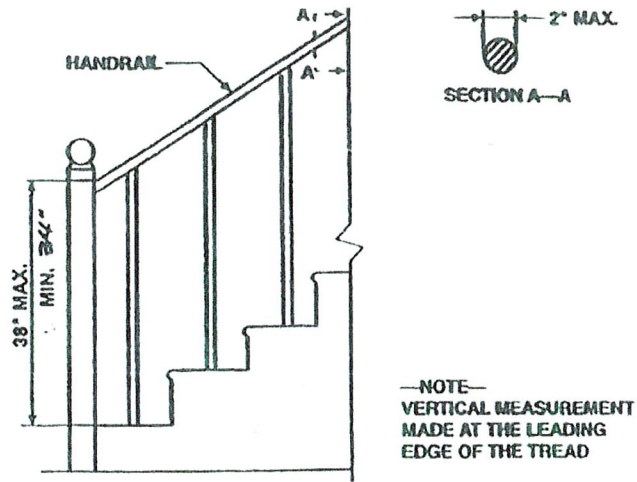 A
HANDRAIL
A
2" MAX.
SECTION A—A
38" MAX.
MIN. 34"
—NOTE—
VERTICAL MEASUREMENT
MADE AT THE LEADING
EDGE OF THE TREAD